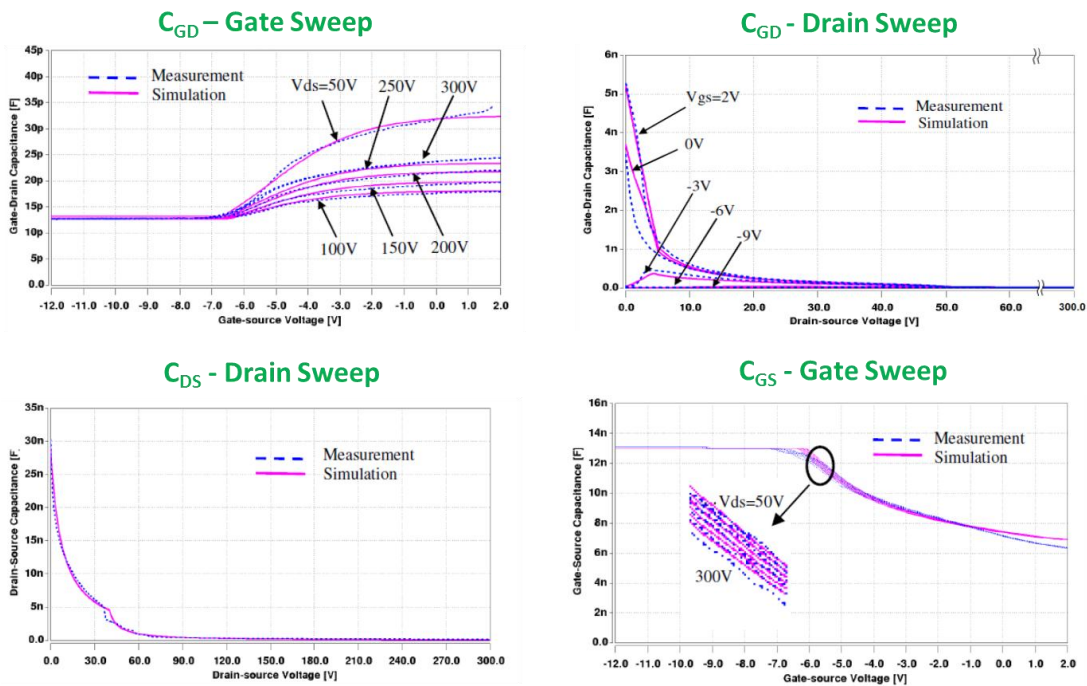 C_GD – Gate Sweep
45p
40p
35p
30p
25p
20p
15p
10p
5p
0.0
Gate-Drain Capacitance [F]
Measurement
Simulation
Vds=50V
250V
300V
100V
150V
200V
-12.0 -11.0 -10.0 -9.0 -8.0 -7.0 -6.0 -5.0 -4.0 -3.0 -2.0 -1.0 0.0 1.0 2.0
Gate-source Voltage [V]
C_GD - Drain Sweep
6n
5n
4n
3n
2n
1n
0.0
Gate-Drain Capacitance [F]
Vgs=2V
0V
-3V
-6V
-9V
Measurement
Simulation
0.0 10.0 20.0 30.0 40.0 50.0 60.0 300.0
Drain-source Voltage [V]
C_DS - Drain Sweep
35n
30n
25n
20n
15n
10n
5n
0.0
Drain-Source Capacitance [F]
Measurement
Simulation
0.0 30.0 60.0 90.0 120.0 150.0 180.0 210.0 240.0 270.0 300.0
Drain-source Voltage [V]
C_GS - Gate Sweep
16n
14n
12n
10n
8n
6n
4n
2n
0.0
Gate-Source Capacitance [F]
Measurement
Simulation
Vds=50V
300V
-12.0 -11.0 -10.0 -9.0 -8.0 -7.0 -6.0 -5.0 -4.0 -3.0 -2.0 -1.0 0.0 1.0 2.0
Gate-source Voltage [V]